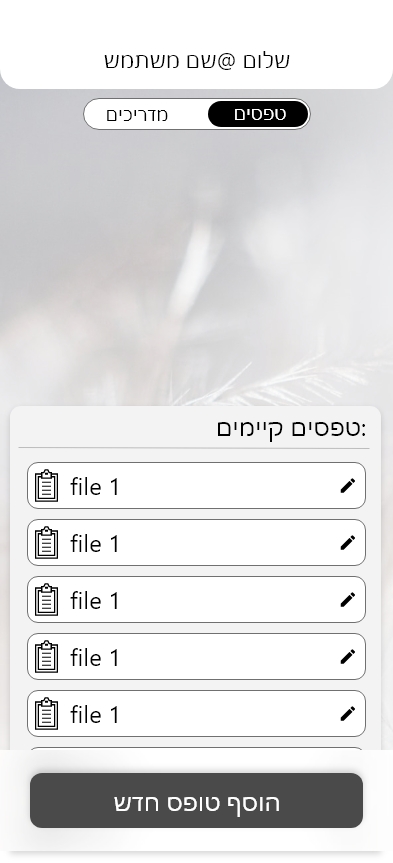 שלום @שם משתמש
טפסים מדריכים
:טפסים קיימים
file 1
file 1
file 1
file 1
file 1
הוסף טופס חדש